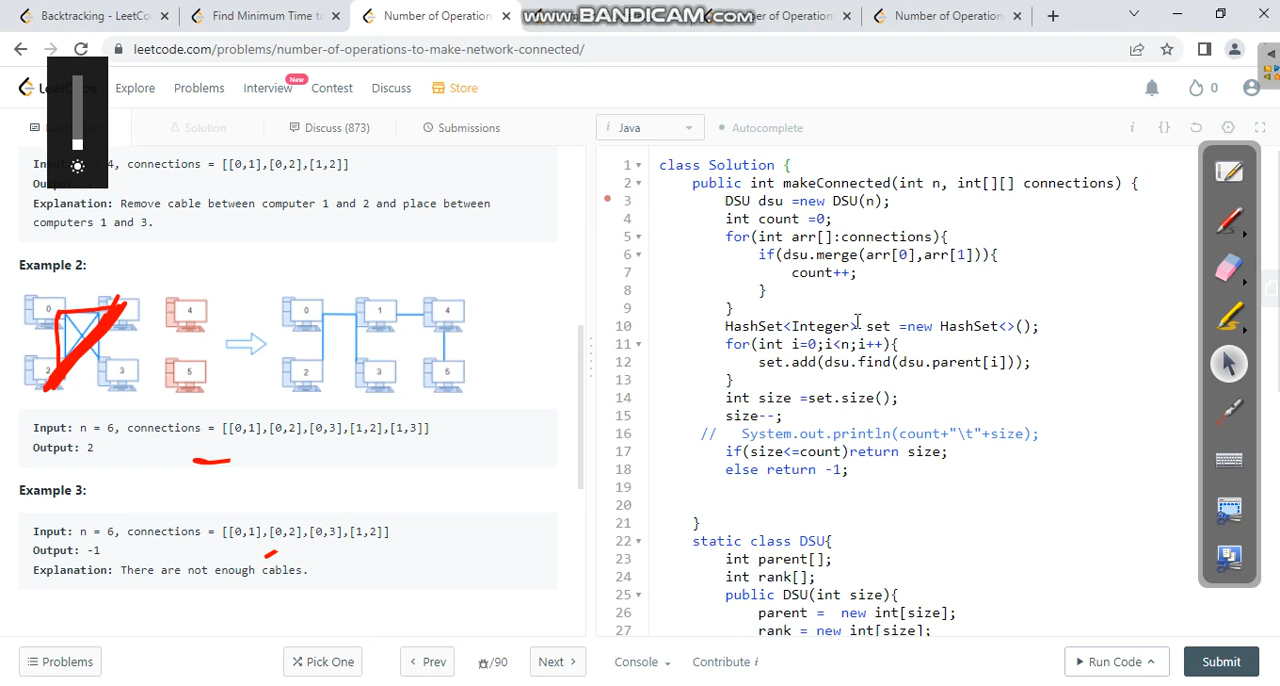 Backtracking - LeetCo
Find Minimum Time to
Number of Operation
Number of Operation
Number of Operation
www.BANDICAM.com
leetcode.com/problems/number-of-operations-to-make-network-connected/
Explore
Problems
Interview
New
Contest
Discuss
Store
0
Solution
Discuss (873)
Submissions
i Java
Autocomplete
i {}
4, connections = [[0,1],[0,2],[1,2]]
Explanation: Remove cable between computer 1 and 2 and place between
computers 1 and 3.
Example 2:
0 4 0 1 4
2 3 5 2 3 5
Input: n = 6, connections = [[0,1],[0,2],[0,3],[1,2],[1,3]]
Output: 2
Example 3:
Input: n = 6, connections = [[0,1],[0,2],[0,3],[1,2]]
Output: -1
Explanation: There are not enough cables.
1 class Solution {
2 public int makeConnected(int n, int[][] connections) {
3 DSU dsu =new DSU(n);
4 int count =0;
5 for(int arr[]:connections){
6 if(dsu.merge(arr[0],arr[1])){
7 count++;
8 }
9 }
10 HashSet<Integer> set =new HashSet<>();
11 for(int i=0;i<n;i++){
12 set.add(dsu.find(dsu.parent[i]));
13 }
14 int size =set.size();
15 size--;
16 // System.out.println(count+"\t"+size);
17 if(size<=count)return size;
18 else return -1;
19
20
21 }
22 static class DSU{
23 int parent[];
24 int rank[];
25 public DSU(int size){
26 parent = new int[size];
27 rank = new int[size];
Problems
Pick One
Prev
/90
Next
Console
Contribute i
Run Code
Submit